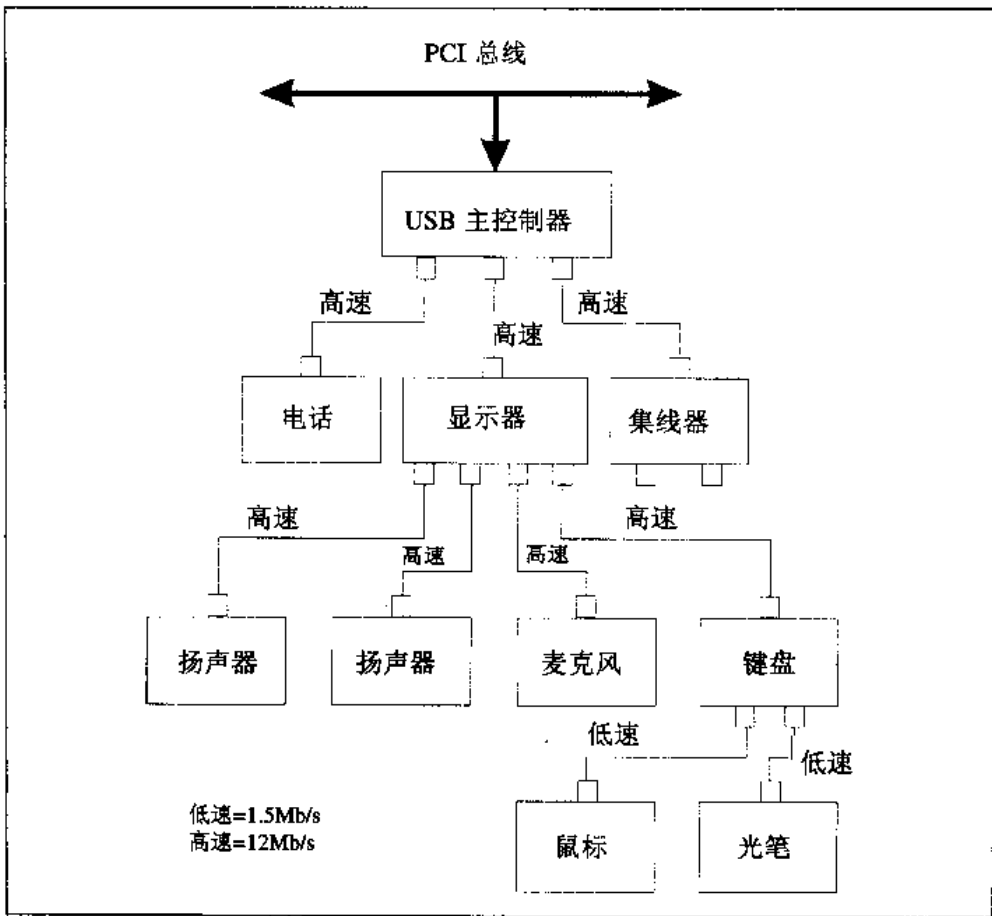 PCI 总线
USB 主控制器
高速
高速
高速
电话
显示器
集线器
高速
高速
高速
高速
扬声器
扬声器
麦克风
键盘
低速
低速
低速=1.5Mb/s
高速=12Mb/s
鼠标
光笔